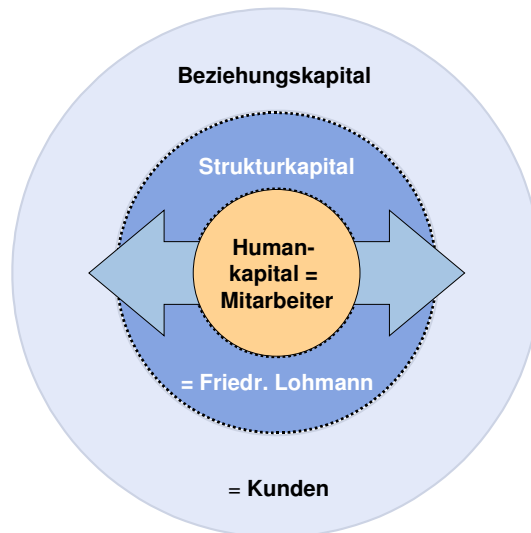 Beziehungskapital
Strukturkapital
Human-
kapital =
Mitarbeiter
= Friedr. Lohmann
= Kunden